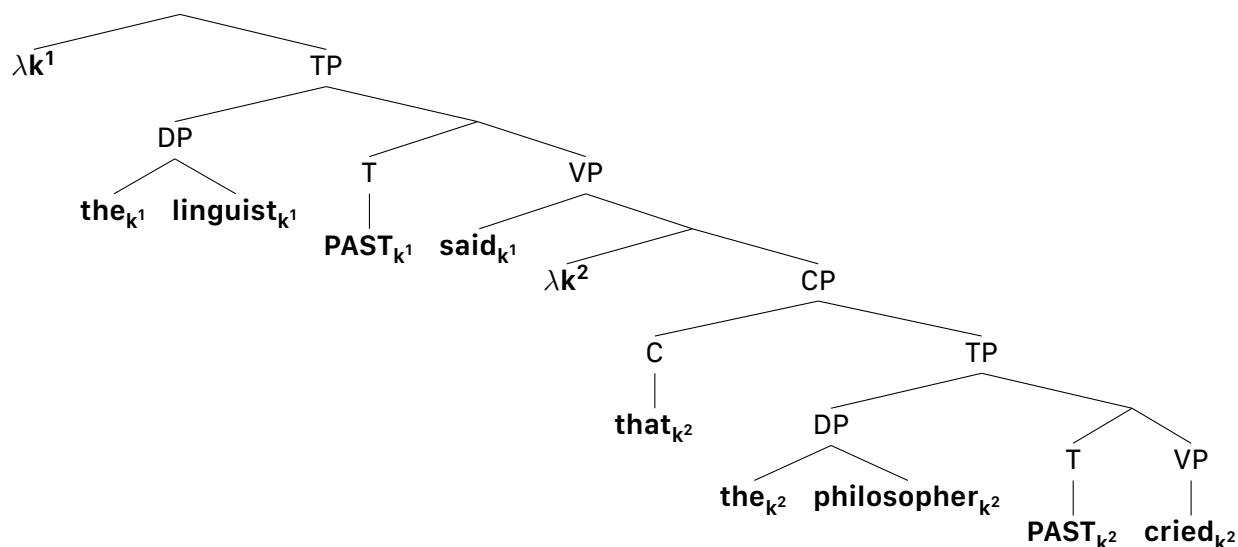 λk¹ TP
DP
T VP
the_k¹ linguist_k¹
PAST_k¹ said_k¹
λk² CP
C TP
that_k² DP
T VP
the_k² philosopher_k²
PAST_k² cried_k²